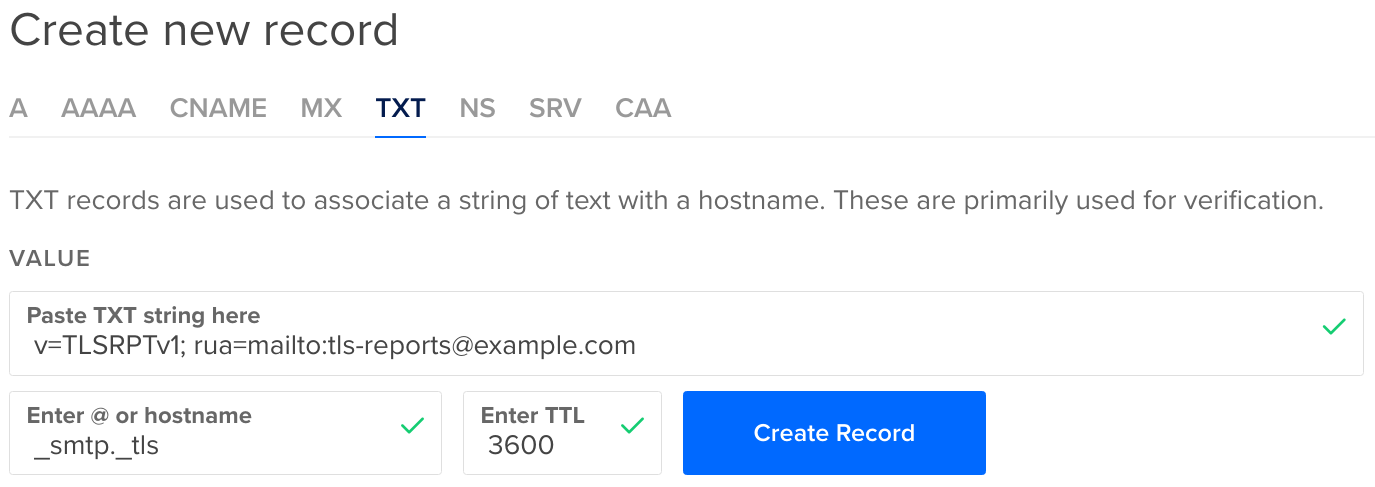 Create new record
A AAAA CNAME MX TXT NS SRV CAA
TXT records are used to associate a string of text with a hostname. These are primarily used for verification.
VALUE
Paste TXT string here
v=TLSRPTv1; rua=mailto:tls-reports@example.com
Enter @ or hostname
_smtp._tls
Enter TTL
3600
Create Record